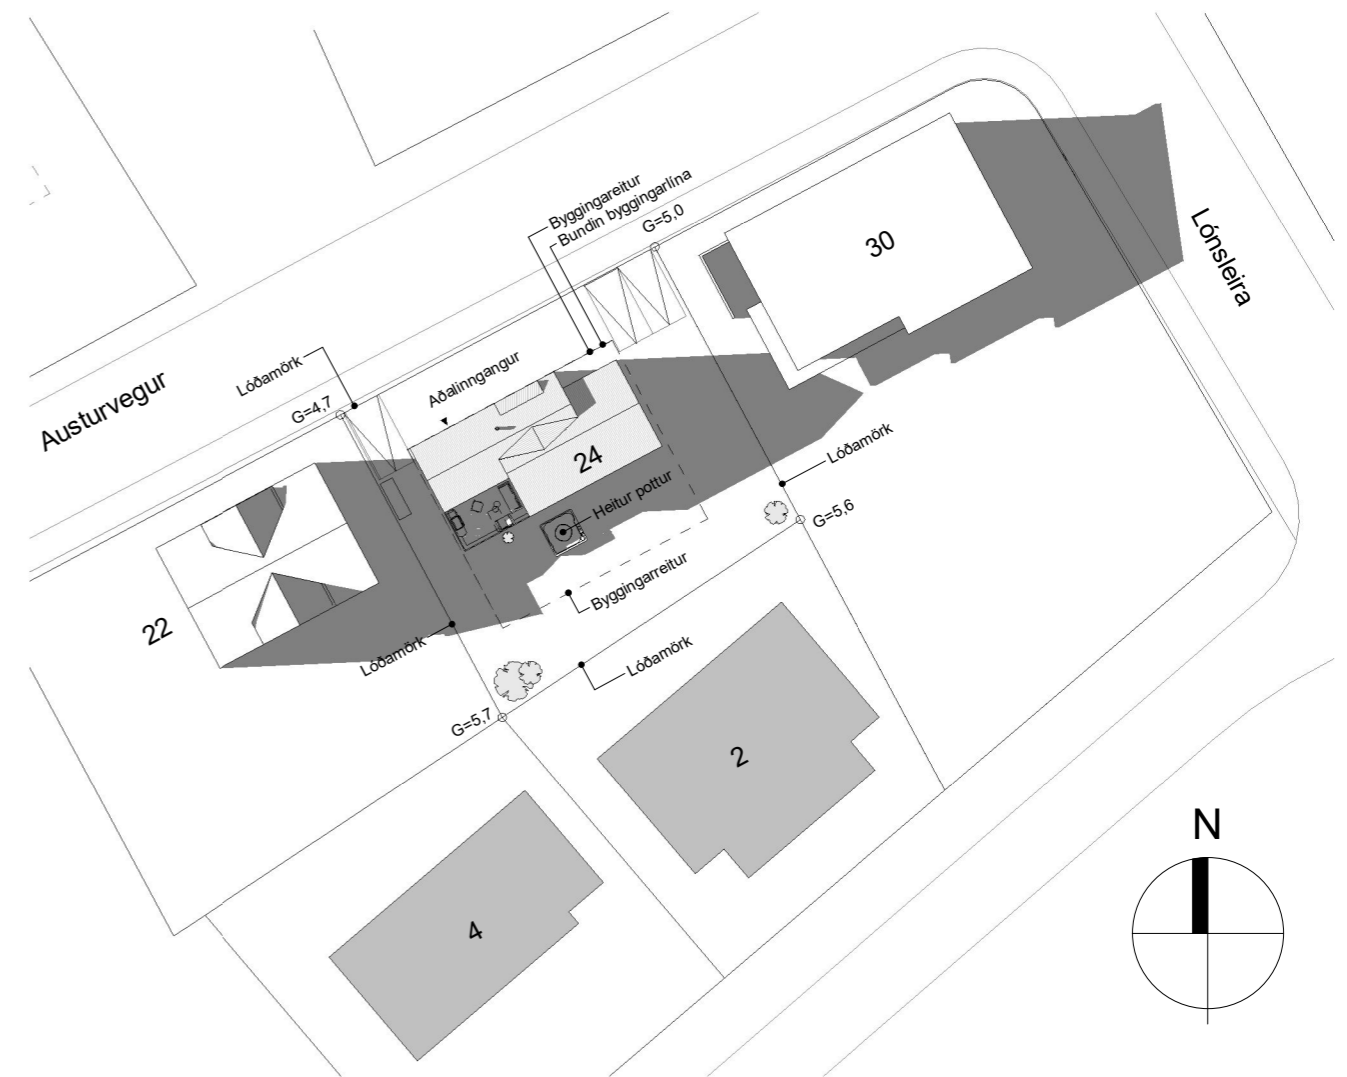 Byggingareitur
Bundin byggingarlína
G=5,0
30
Lónsleira
Lóðamörk
Aðalinngangur
G=4,7
Austurvegur
24
Lóðamörk
Heitur pottur
G=5,6
Byggingarreitur
22
Lóðamörk
Lóðamörk
G=5,7
2
N
4